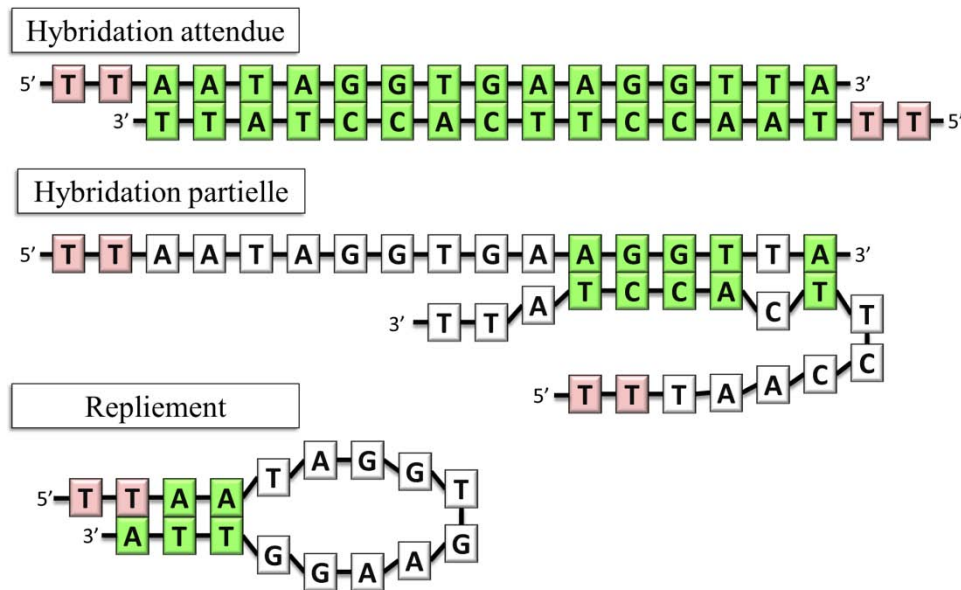 Hybridation attendue
5’ T T A A T A G G T G A A G G T T A 3’
3’ T T A T C C A C T T C C A A T T T 5’
Hybridation partielle
5’ T T A A T A G G T G A A G G T T A 3’
3’ T T A T C C A C T T
5’ T T T A A C C
Repliement
5’ T T A A T A G G T
3’ A T T G G A A G